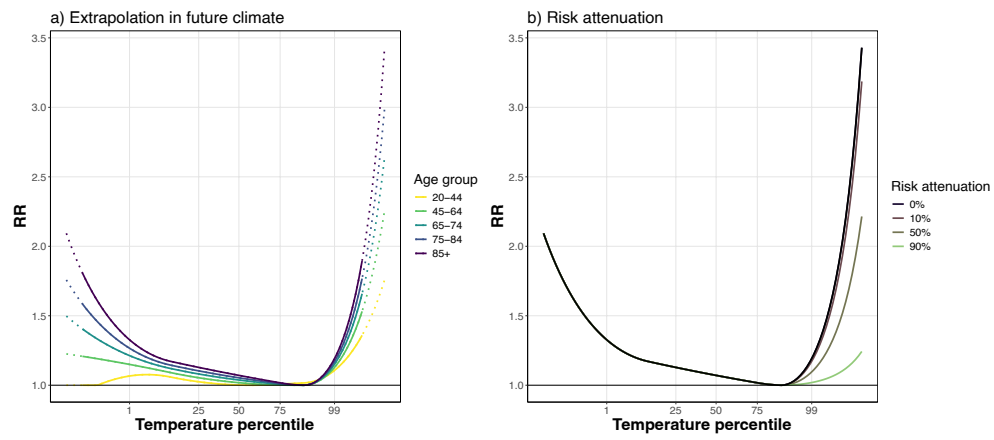 a) Extrapolation in future climate
3.5
3.0
2.5
2.0
1.5
1.0
RR
1 25 50 75 99
Temperature percentile
Age group
20−44
45−64
65−74
75−84
85+
b) Risk attenuation
3.5
3.0
2.5
2.0
1.5
1.0
RR
1 25 50 75 99
Temperature percentile
Risk attenuation
0%
10%
50%
90%